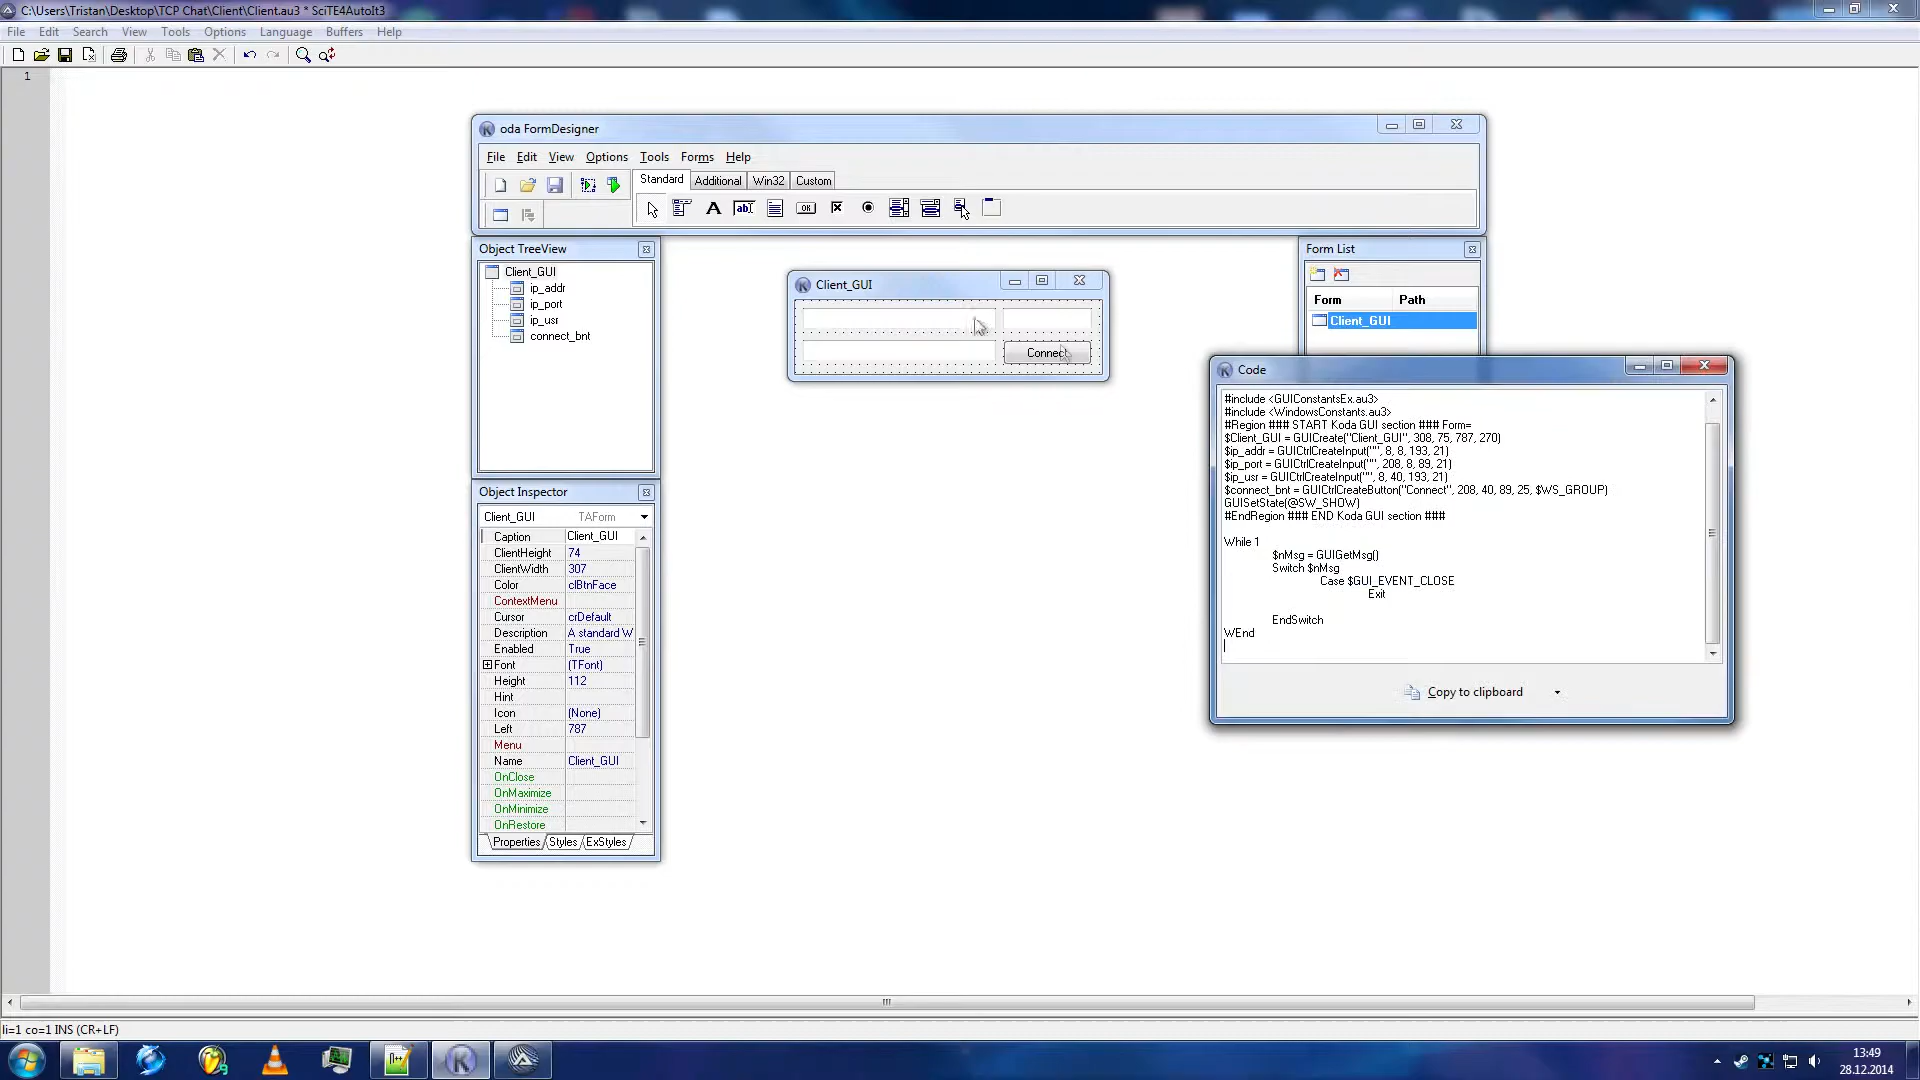 C:\Users\Tristan\Desktop\TCP Chat\Client\Client.au3 * SciTE4AutoIt3
File Edit Search View Tools Options Language Buffers Help
1
oda FormDesigner
File Edit View Options Tools Forms Help
Standard Additional Win32 Custom
A abI OK
Object TreeView
Client_GUI
ip_addr
ip_port
ip_usr
connect_bnt
Client_GUI
Connect
Form List
Form Path
Client_GUI
Code
#include <GUIConstantsEx.au3>
#include <WindowsConstants.au3>
#Region ### START Koda GUI section ### Form=
$Client_GUI = GUICreate("Client_GUI", 308, 75, 787, 270)
$ip_addr = GUICtrlCreateInput("", 8, 8, 193, 21)
$ip_port = GUICtrlCreateInput("", 208, 8, 89, 21)
$ip_usr = GUICtrlCreateInput("", 8, 40, 193, 21)
$connect_bnt = GUICtrlCreateButton("Connect", 208, 40, 89, 25, $WS_GROUP)
GUISetState(@SW_SHOW)
#EndRegion ### END Koda GUI section ###
While 1
$nMsg = GUIGetMsg()
Switch $nMsg
Case $GUI_EVENT_CLOSE
Exit
EndSwitch
WEnd
Copy to clipboard
Object Inspector
Client_GUI TAForm
Caption Client_GUI
ClientHeight 74
ClientWidth 307
Color clBtnFace
ContextMenu
Cursor crDefault
Description A standard W
Enabled True
Font (TFont)
Height 112
Hint
Icon (None)
Left 787
Menu
Name Client_GUI
OnClose
OnMaximize
OnMinimize
OnRestore
Properties Styles ExStyles
li=1 co=1 INS (CR+LF)
13:49
28.12.2014